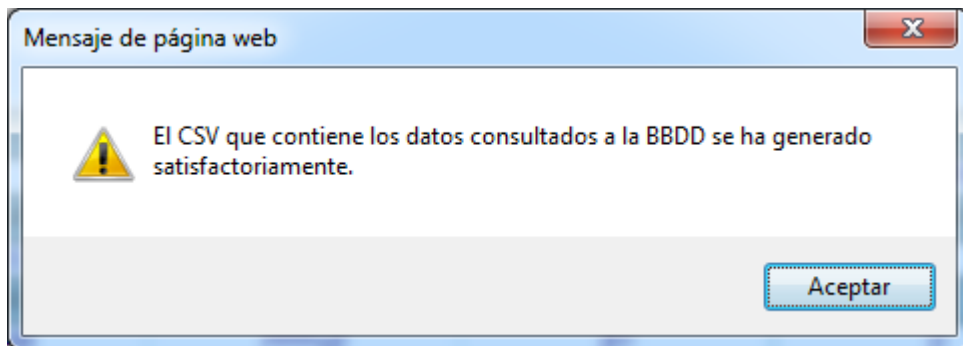 Mensaje de página web
El CSV que contiene los datos consultados a la BBDD se ha generado
satisfactoriamente.
Aceptar